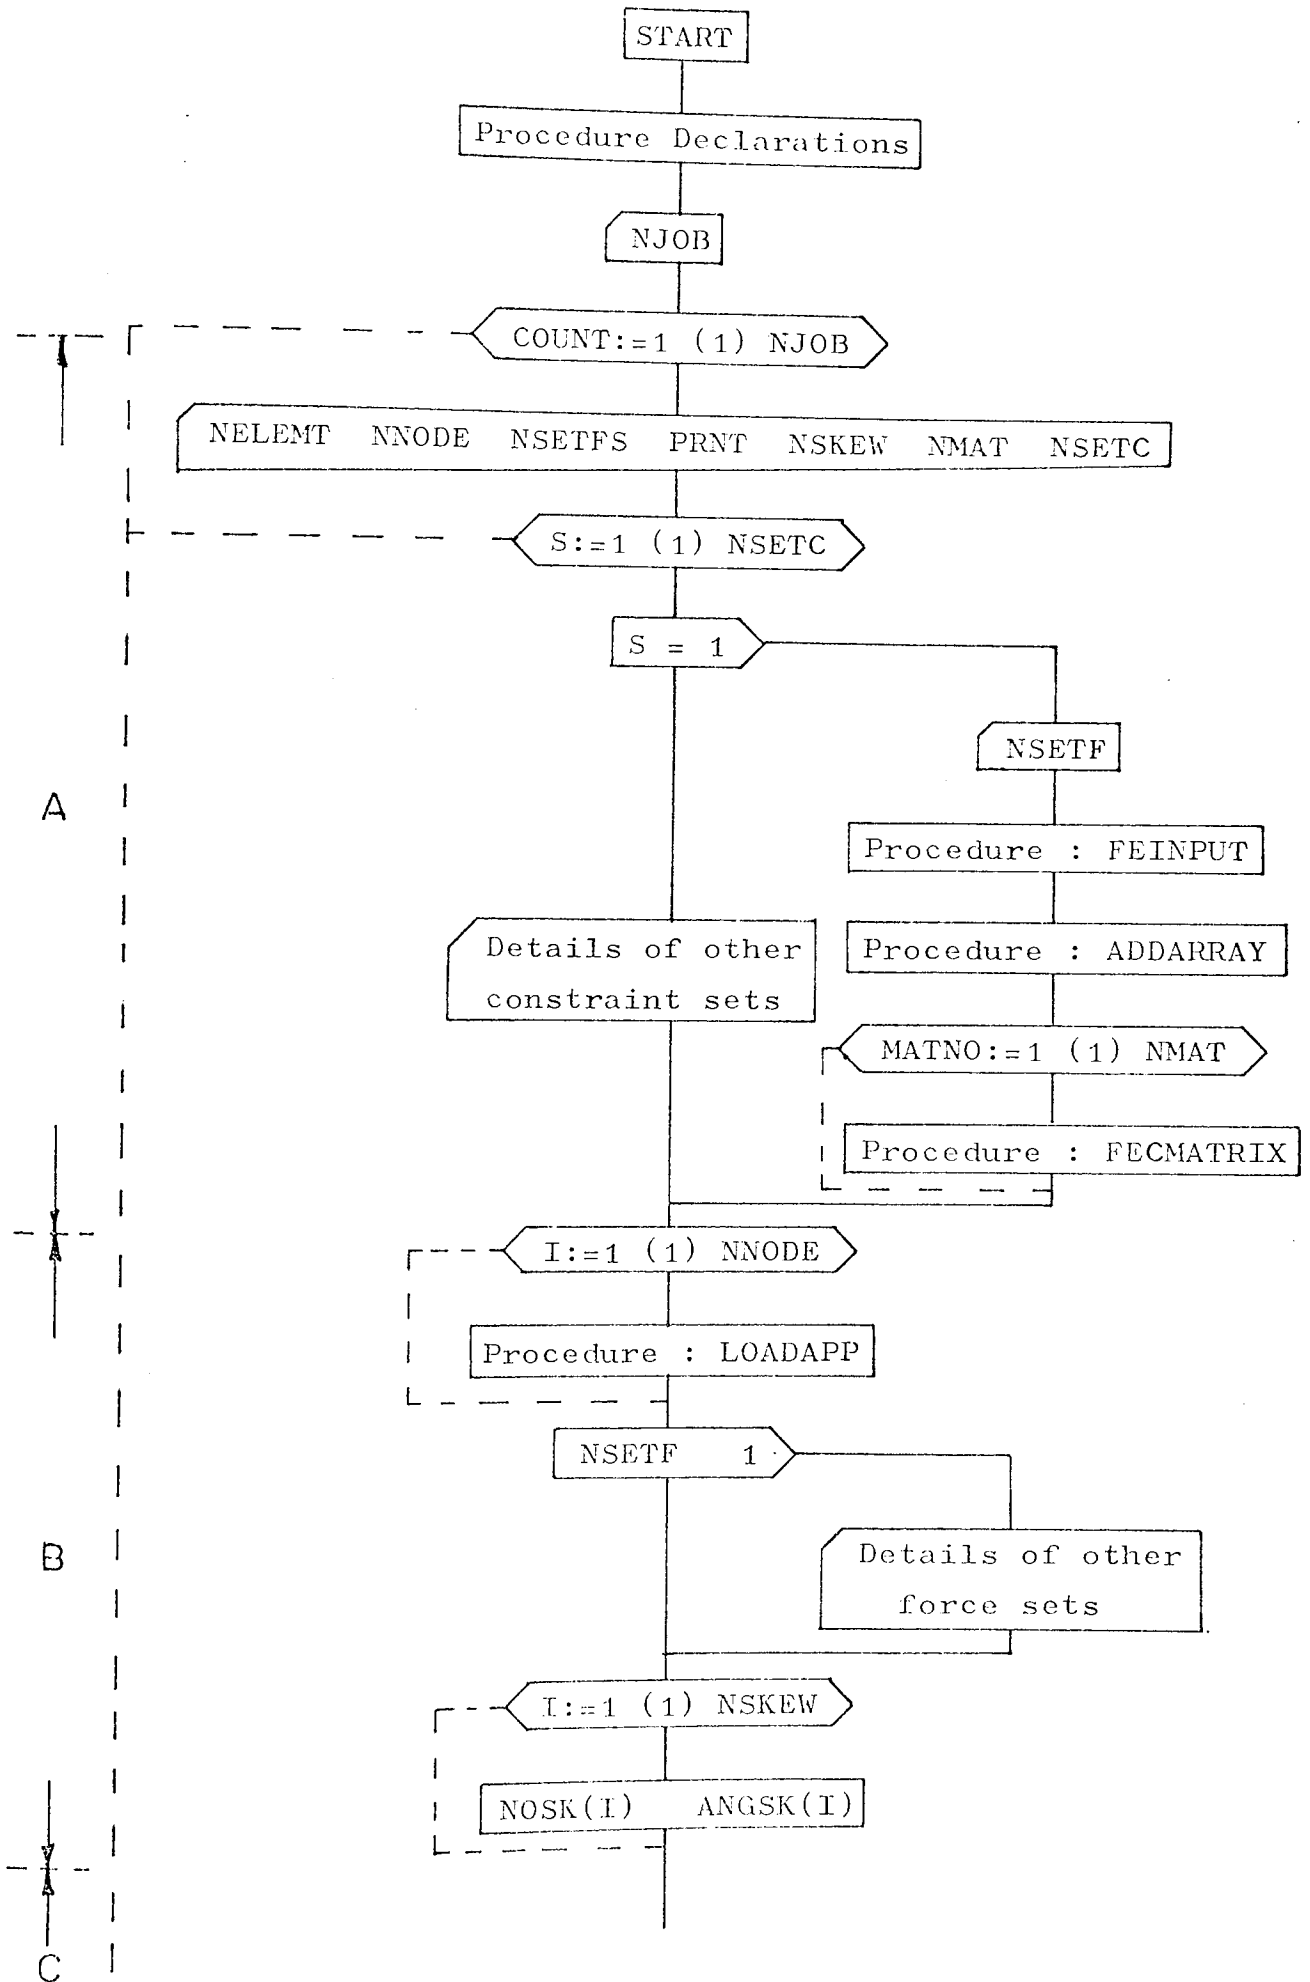 START
Procedure Declarations
NJOB
COUNT:=1 (1) NJOB
NELEMT NNODE NSETFS PRNT NSKEW NMAT NSETC
S:=1 (1) NSETC
S = 1
NSETF
A
Procedure : FEINPUT
Details of other
constraint sets
Procedure : ADDARRAY
MATNO:=1 (1) NMAT
Procedure : FECMATRIX
I:=1 (1) NNODE
Procedure : LOADAPP
NSETF 1
B
Details of other
force sets
I:=1 (1) NSKEW
NOSK(I) ANGSK(I)
C